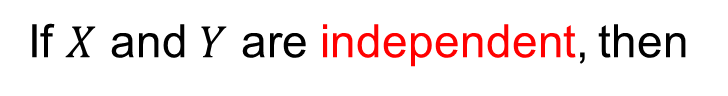 If X and Y are independent, then